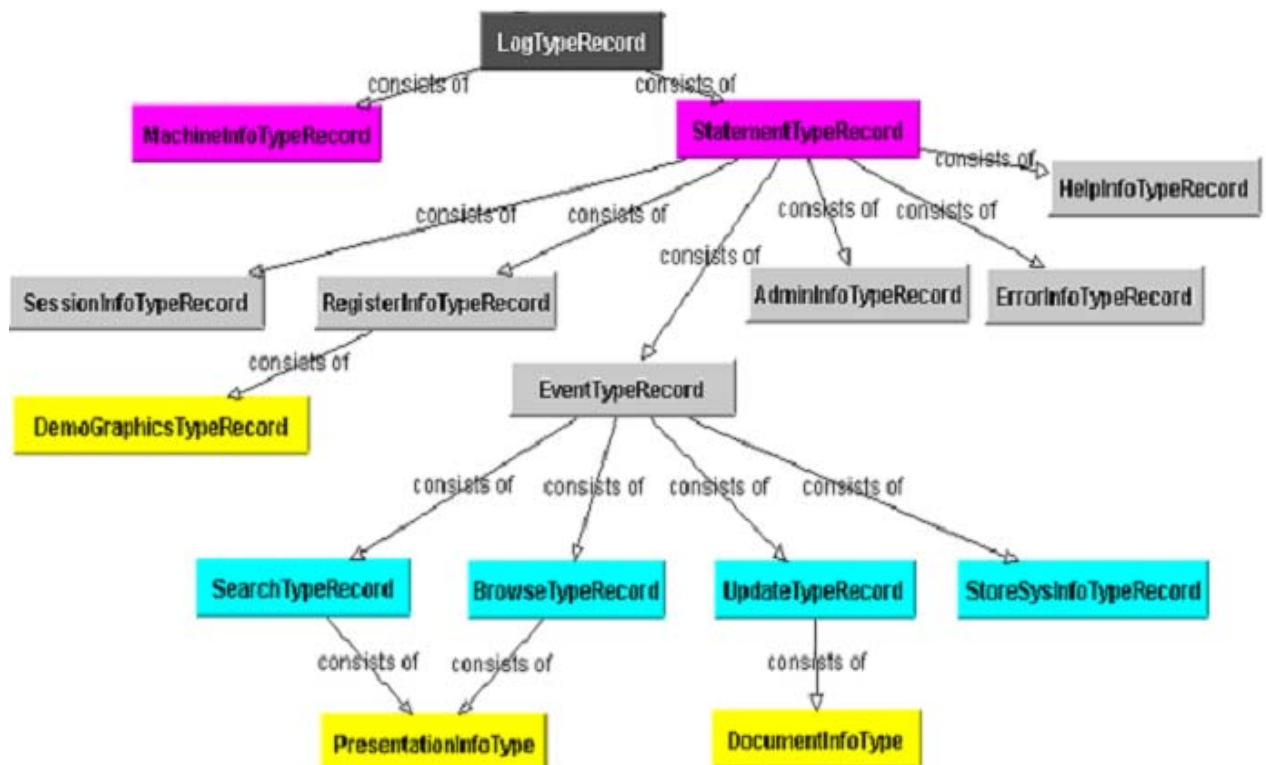 LogTypeRecord
consists of
consists of
MachineInfoTypeRecord
StatementTypeRecord
consists of
HelpInfoTypeRecord
consists of
consists of
consists of
consists of
consists of
SessionInfoTypeRecord
RegisterInfoTypeRecord
AdminInfoTypeRecord
ErrorInfoTypeRecord
consists of
EventTypeRecord
DemoGraphicsTypeRecord
consists of
consists of
consists of
consists of
SearchTypeRecord
BrowseTypeRecord
UpdateTypeRecord
StoreSysInfoTypeRecord
consists of
consists of
consists of
PresentationInfoType
DocumentInfoType